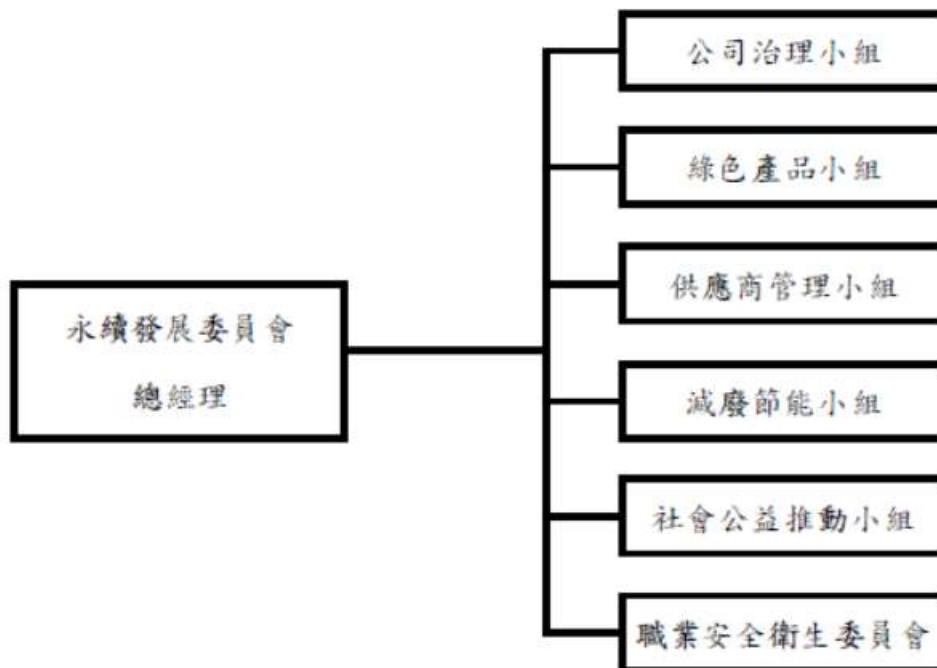 公司治理小組
綠色產品小組
供應商管理小組
永續發展委員會
總經理
減廢節能小組
社會公益推動小組
職業安全衛生委員會